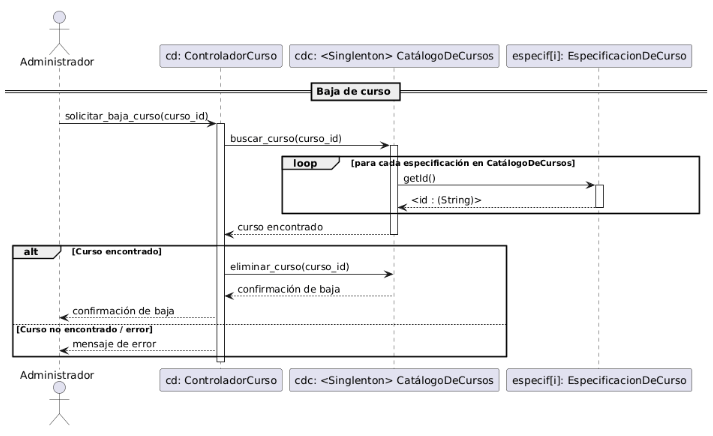 Administrador
cd: ControladorCurso
cdc: <Singlenton> CatálogoDeCursos
especif[i]: EspecificacionDeCurso
Baja de curso
solicitar_baja_curso(curso_id)
buscar_curso(curso_id)
loop
[para cada especificación en CatálogoDeCursos]
getId()
<id : (String)>
curso encontrado
alt
[Curso encontrado]
eliminar_curso(curso_id)
confirmación de baja
confirmación de baja
[Curso no encontrado / error]
mensaje de error
Administrador
cd: ControladorCurso
cdc: <Singlenton> CatálogoDeCursos
especif[i]: EspecificacionDeCurso